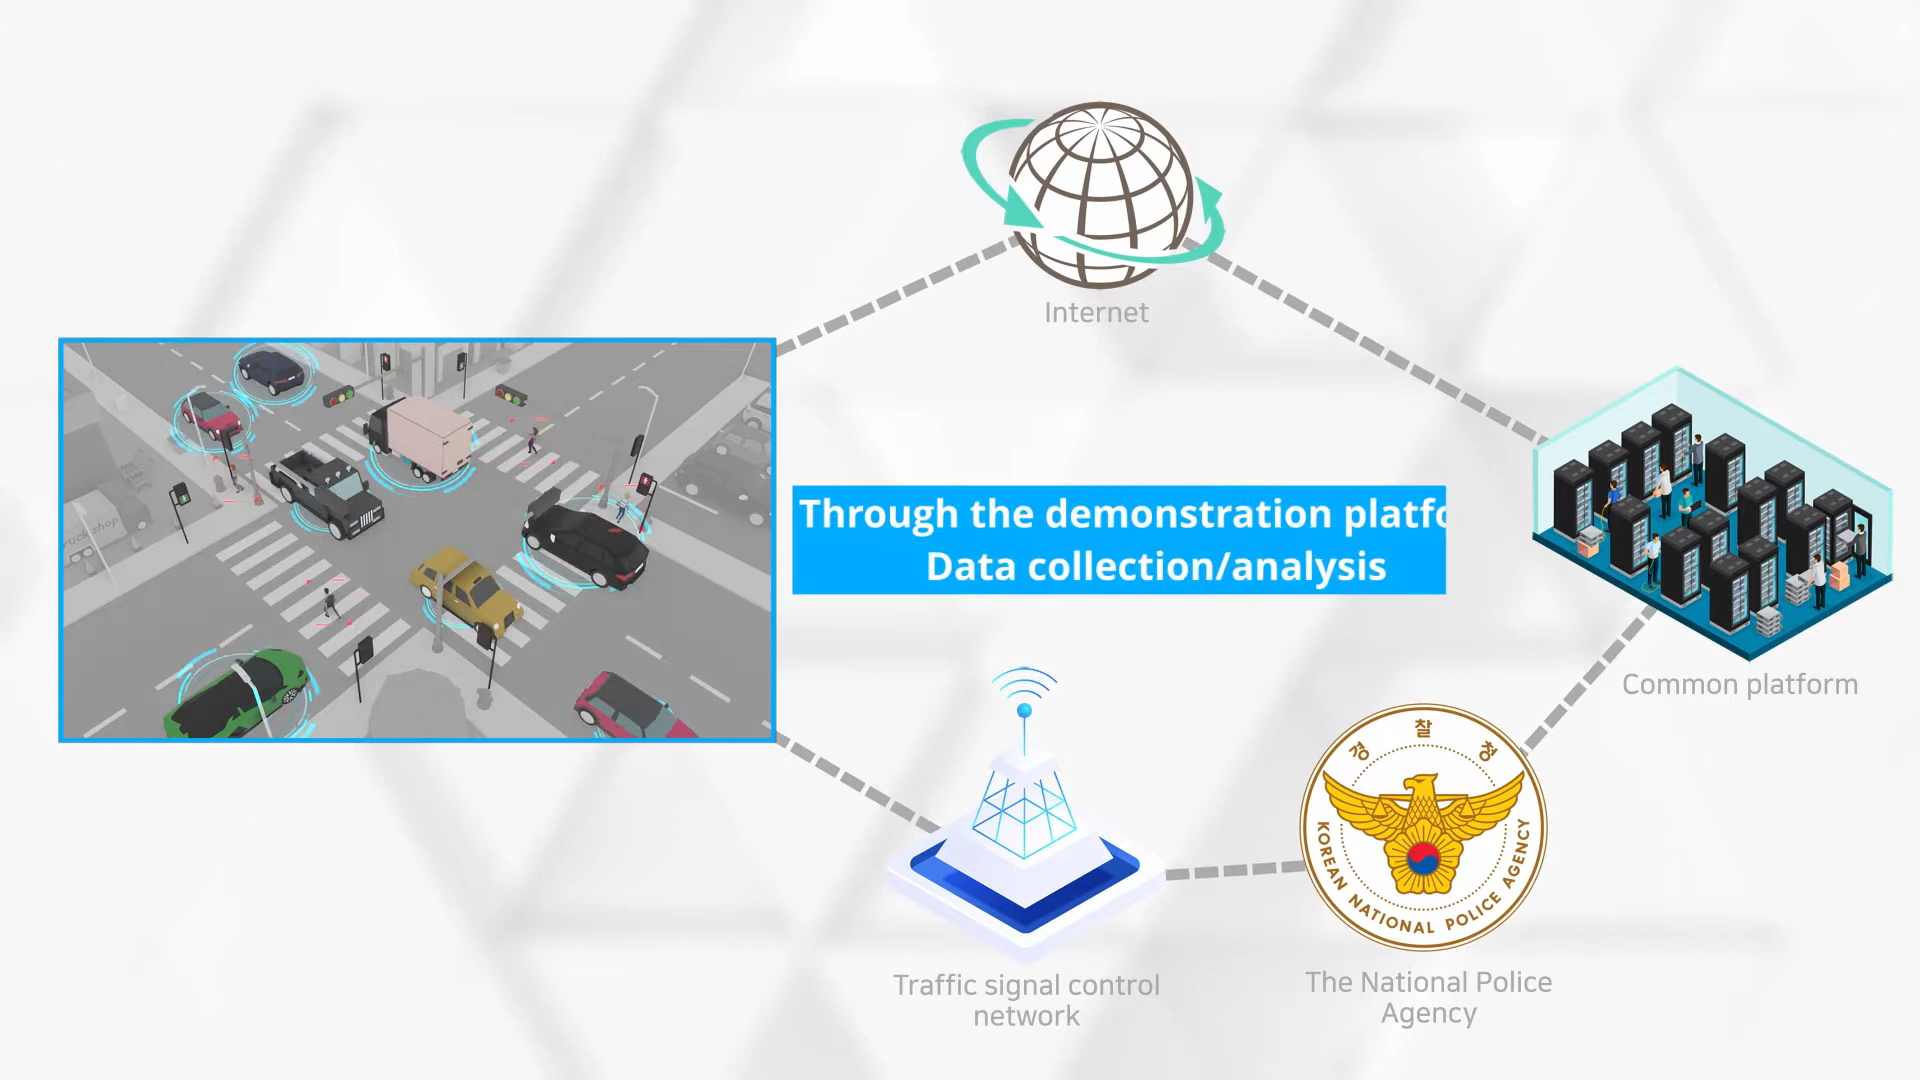 Internet
Through the demonstration platfo
Data collection/analysis
Common platform
경 찰 청
KOREAN NATIONAL POLICE AGENCY
Traffic signal control
network
The National Police
Agency